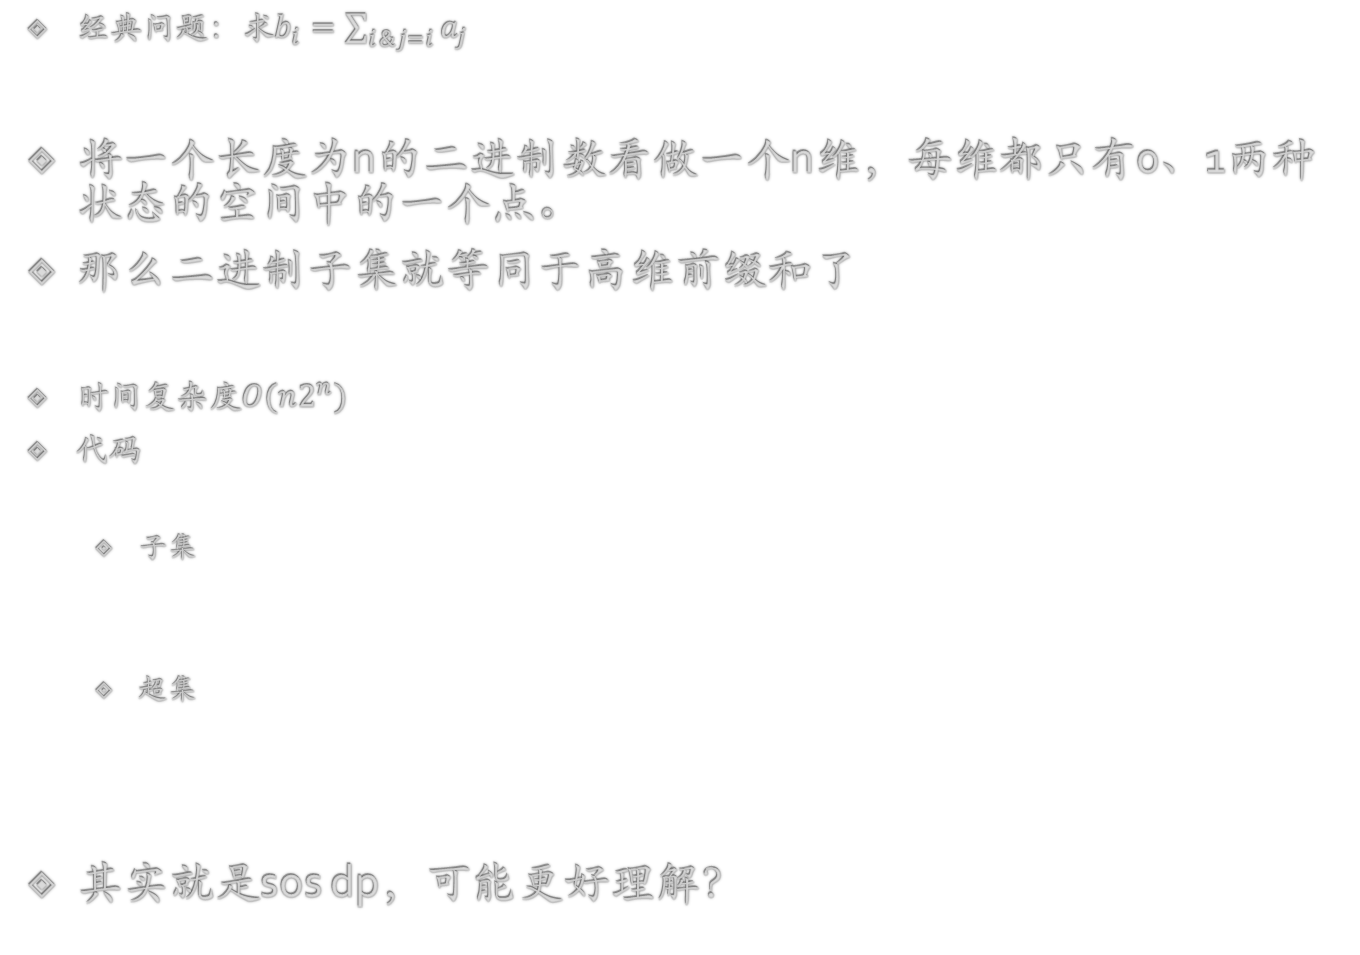 经典问题：求$b_i = \sum_{i\&j=i} a_j$
将一个长度为n的二进制数看做一个n维，每维都只有0、1两种
状态的空间中的一个点。
那么二进制子集就等同于高维前缀和了
时间复杂度$O(n2^n)$
代码
子集
超集
其实就是sos dp，可能更好理解？